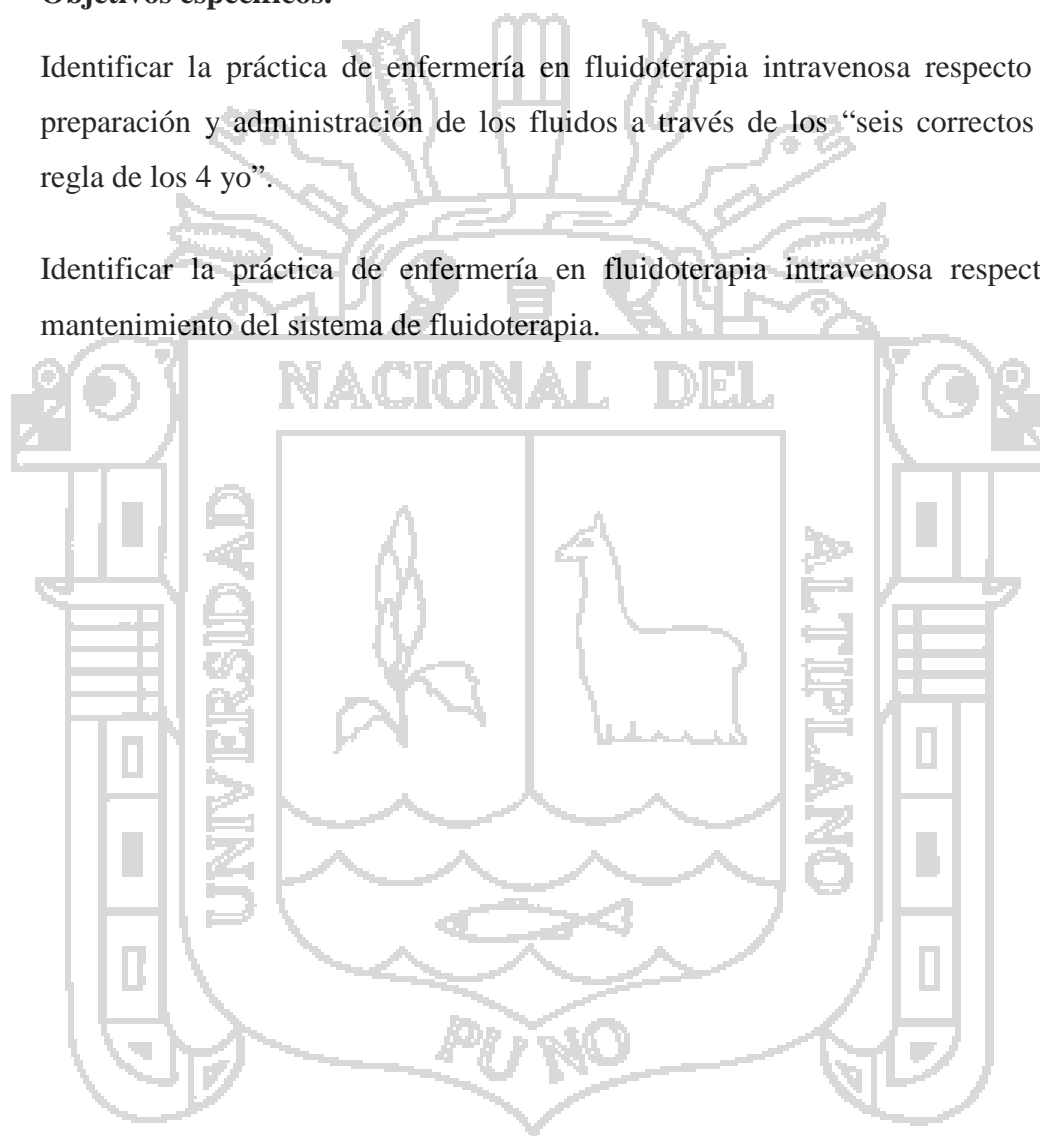 Objetivos específicos.
Identificar la práctica de enfermería en fluidoterapia intravenosa respecto
preparación y administración de los fluidos a través de los “seis correctos
regla de los 4 yo”.
Identificar la práctica de enfermería en fluidoterapia intravenosa respect
mantenimiento del sistema de fluidoterapia.
NACIONAL DEL
UNIVERSIDAD
ALTIPLANO
PUNO